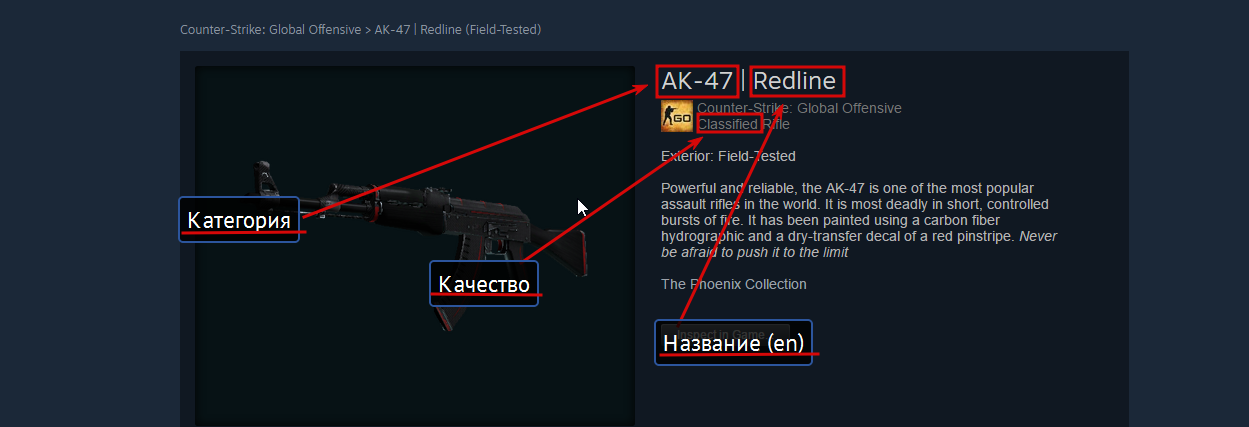 Counter-Strike: Global Offensive > AK-47 | Redline (Field-Tested)
AK-47 | Redline
GO
Counter-Strike: Global Offensive
Classified Rifle
Exterior: Field-Tested
Powerful and reliable, the AK-47 is one of the most popular
assault rifles in the world. It is most deadly in short, controlled
bursts of fire. It has been painted using a carbon fiber
hydrographic and a dry-transfer decal of a red pinstripe. Never
be afraid to push it to the limit
The Phoenix Collection
Inspect in Game
Категория
Качество
Название (en)